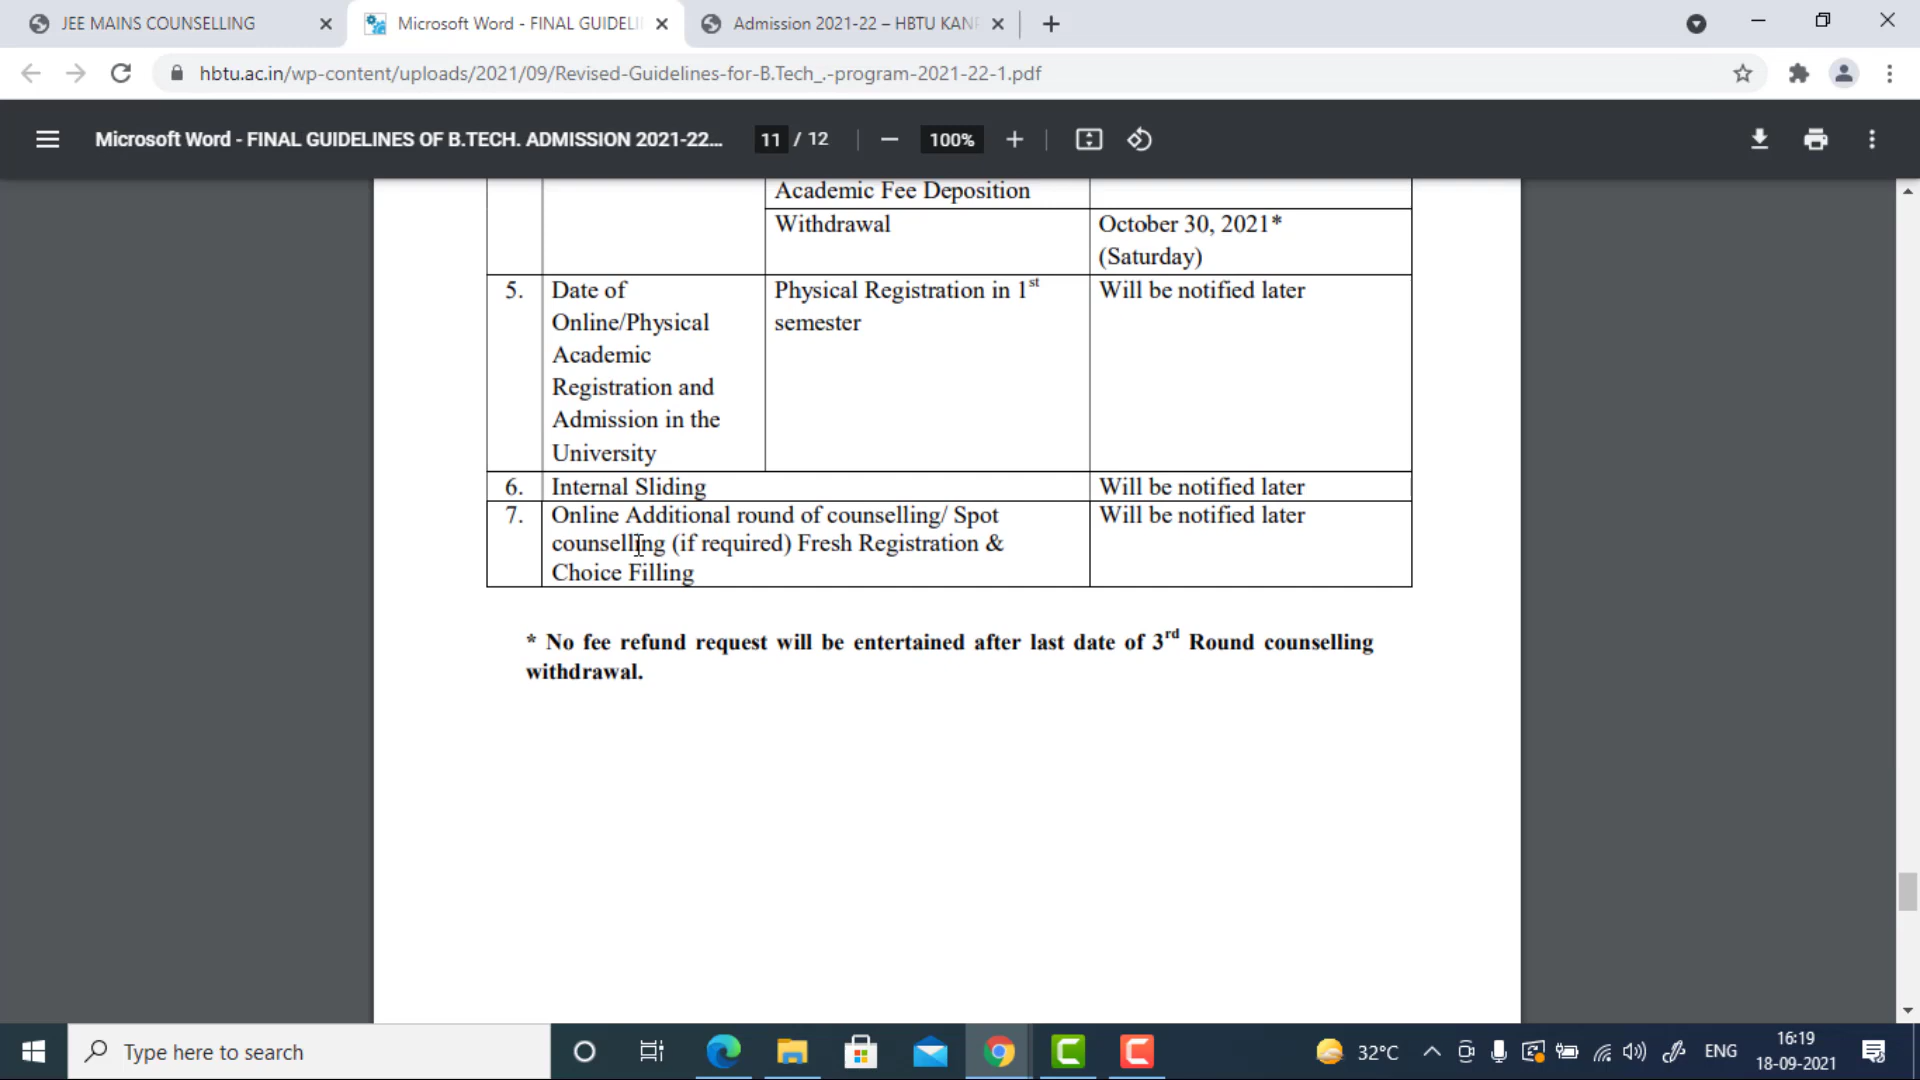 JEE MAINS COUNSELLING
Microsoft Word - FINAL GUIDELI
Admission 2021-22 – HBTU KAN
hbtu.ac.in/wp-content/uploads/2021/09/Revised-Guidelines-for-B.Tech_.-program-2021-22-1.pdf
Microsoft Word - FINAL GUIDELINES OF B.TECH. ADMISSION 2021-22...
11 / 12
100%
Academic Fee Deposition
Withdrawal
October 30, 2021*
(Saturday)
5.
Date of
Online/Physical
Academic
Registration and
Admission in the
University
Physical Registration in 1st
semester
Will be notified later
6.
Internal Sliding
Will be notified later
7.
Online Additional round of counselling/ Spot
counselling (if required) Fresh Registration &
Choice Filling
Will be notified later
* No fee refund request will be entertained after last date of 3rd Round counselling
withdrawal.
Type here to search
32°C
ENG
16:19
18-09-2021